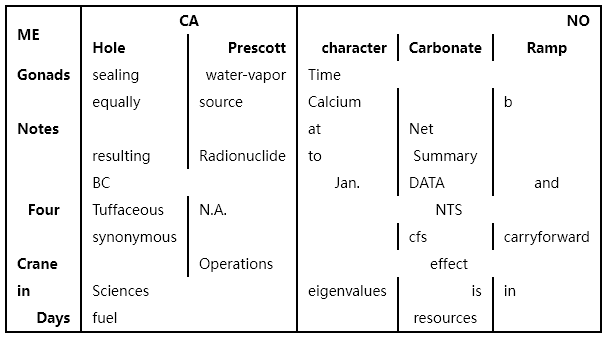 ME CA NO
Hole Prescott character Carbonate Ramp
Gonads sealing water-vapor Time
equally source Calcium b
Notes at Net
resulting Radionuclide to Summary
BC Jan. DATA and
Four Tuffaceous N.A. NTS
synonymous cfs carryforward
Crane Operations effect
in Sciences eigenvalues is in
Days fuel resources